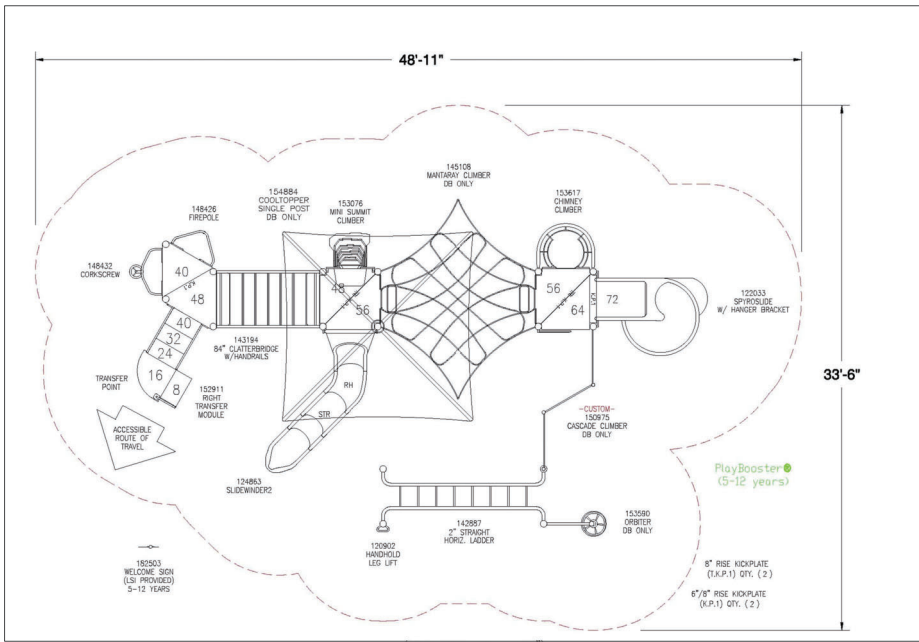 48'-11"
145108
MANTARAY CLIMBER
DB ONLY
154884
COOLTOPPER
SINGLE POST
DB ONLY
153076
MINI SUMMIT
CLIMBER
153617
CHIMNEY
CLIMBER
148426
FIREPOLE
148432
CORKSCREW
40
48
48
56
56
64
72
122033
SPYROSLIDE
W/ HANGER BRACKET
40
32
24
16
8
143194
84" CLATTERBRIDGE
W/HANDRAILS
33'-6"
TRANSFER
POINT
152911
RIGHT
TRANSFER
MODULE
RH
STR
ACCESSIBLE
ROUTE OF
TRAVEL
-CUSTOM-
150975
CASCADE CLIMBER
DB ONLY
124863
SLIDEWINDER2
PlayBooster®
(5-12 years)
120902
HANDHOLD
LEG LIFT
142887
2" STRAIGHT
HORIZ. LADDER
153590
ORBITER
DB ONLY
182503
WELCOME SIGN
(LSI PROVIDED)
5-12 YEARS
8" RISE KICKPLATE
(T.K.P.1) QTY. ( 2 )
6"/8" RISE KICKPLATE
(K.P.1) QTY. ( 2 )